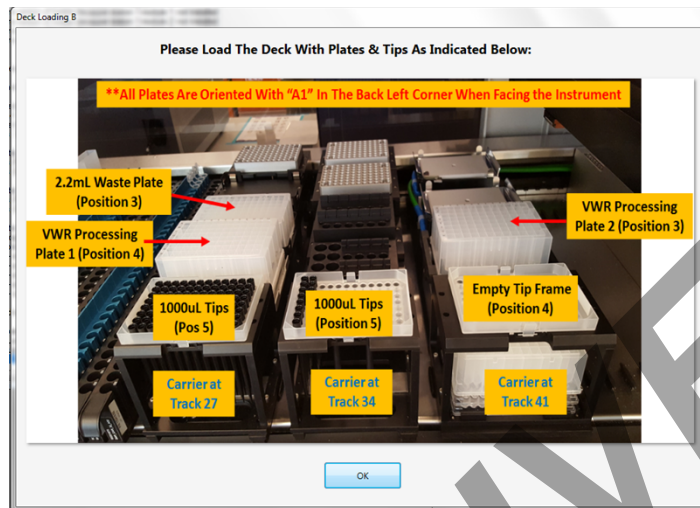 Deck Loading B
Please Load The Deck With Plates & Tips As Indicated Below:
**All Plates Are Oriented With "A1" In The Back Left Corner When Facing the Instrument
2.2mL Waste Plate
(Position 3)
VWR Processing
Plate 1 (Position 4)
VWR Processing
Plate 2 (Position 3)
1000uL Tips
(Pos 5)
1000uL Tips
(Position 5)
Empty Tip Frame
(Position 4)
Carrier at
Track 27
Carrier at
Track 34
Carrier at
Track 41
OK